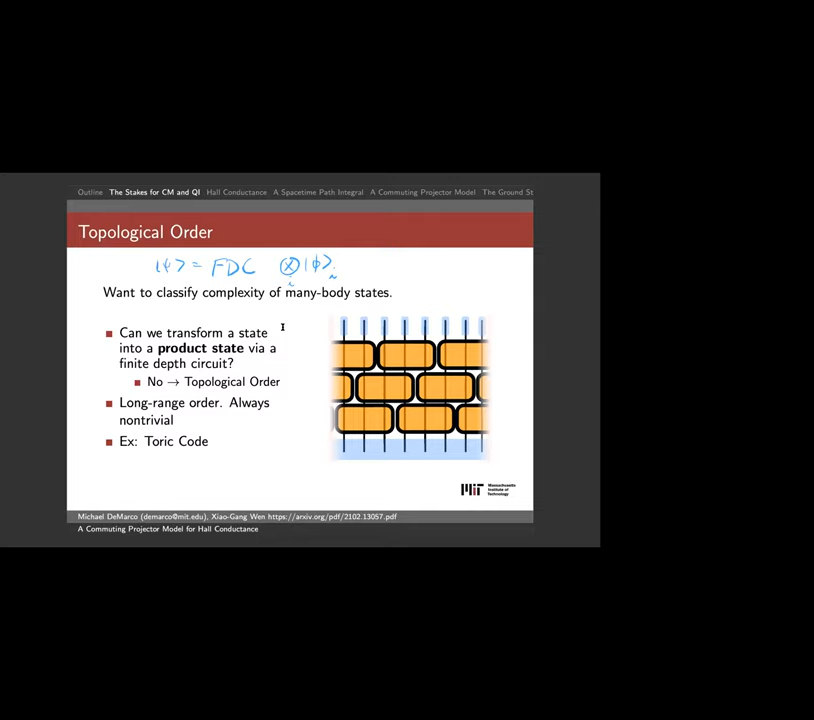 Outline The Stakes for CM and QI Hall Conductance A Spacetime Path Integral A Commuting Projector Model The Ground St
Topological Order
|ψ> = FDC ⊗ |ϕ>ᵢ
i
Want to classify complexity of many-body states.
Can we transform a state
into a product state via a
finite depth circuit?
No → Topological Order
Long-range order. Always
nontrivial
Ex: Toric Code
MIT Massachusetts
Institute of
Technology
Michael DeMarco (demarco@mit.edu), Xiao-Gang Wen https://arxiv.org/pdf/2102.13057.pdf
A Commuting Projector Model for Hall Conductance